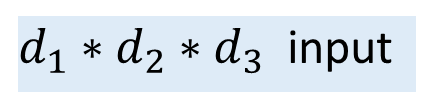 d₁ * d₂ * d₃ input